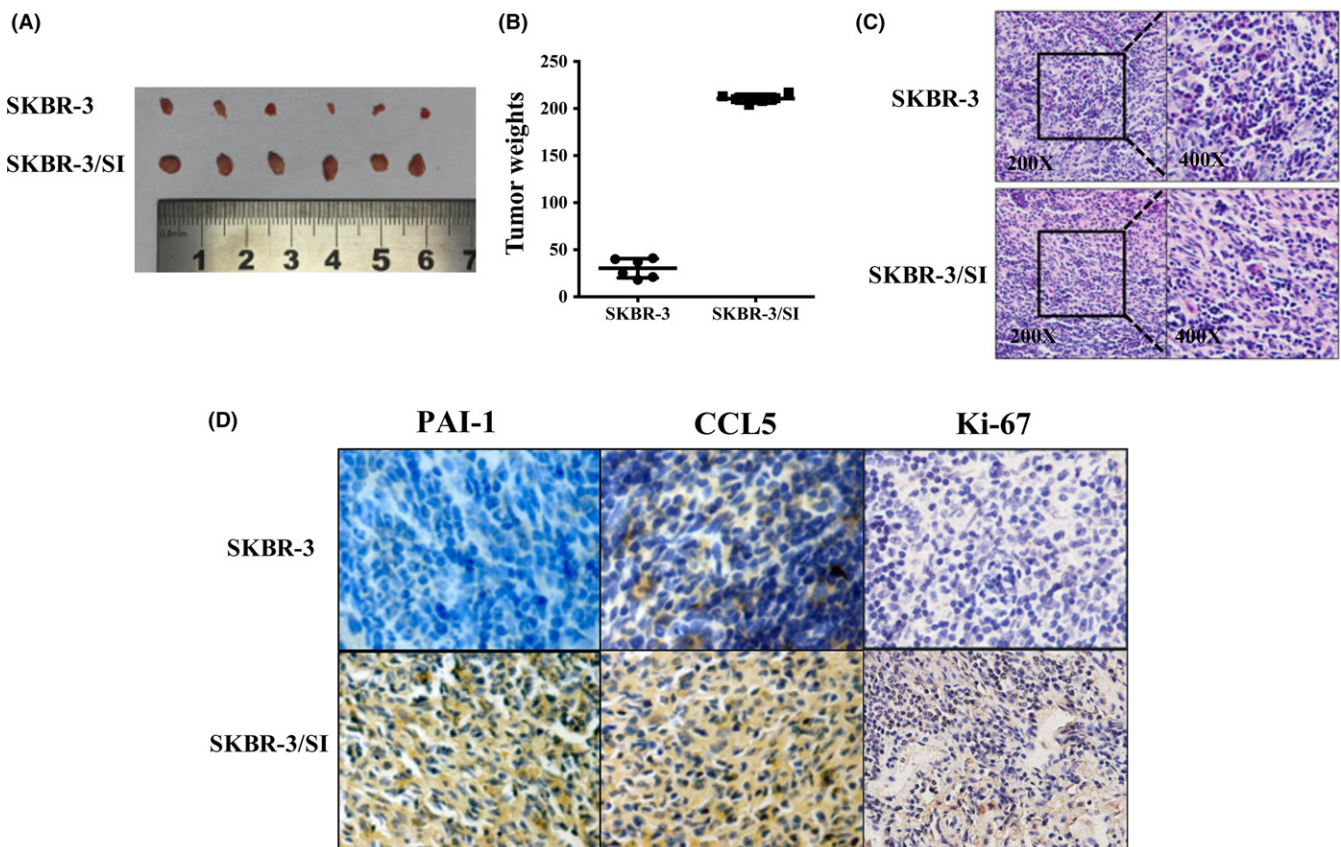 (A)
SKBR-3
SKBR-3/SI
0.5mm
1 2 3 4 5 6 7
(B)
Tumor weights
250
200
150
100
50
0
SKBR-3 SKBR-3/SI
(C)
SKBR-3
200X 400X
SKBR-3/SI
200X 400X
(D)
PAI-1 CCL5 Ki-67
SKBR-3
SKBR-3/SI